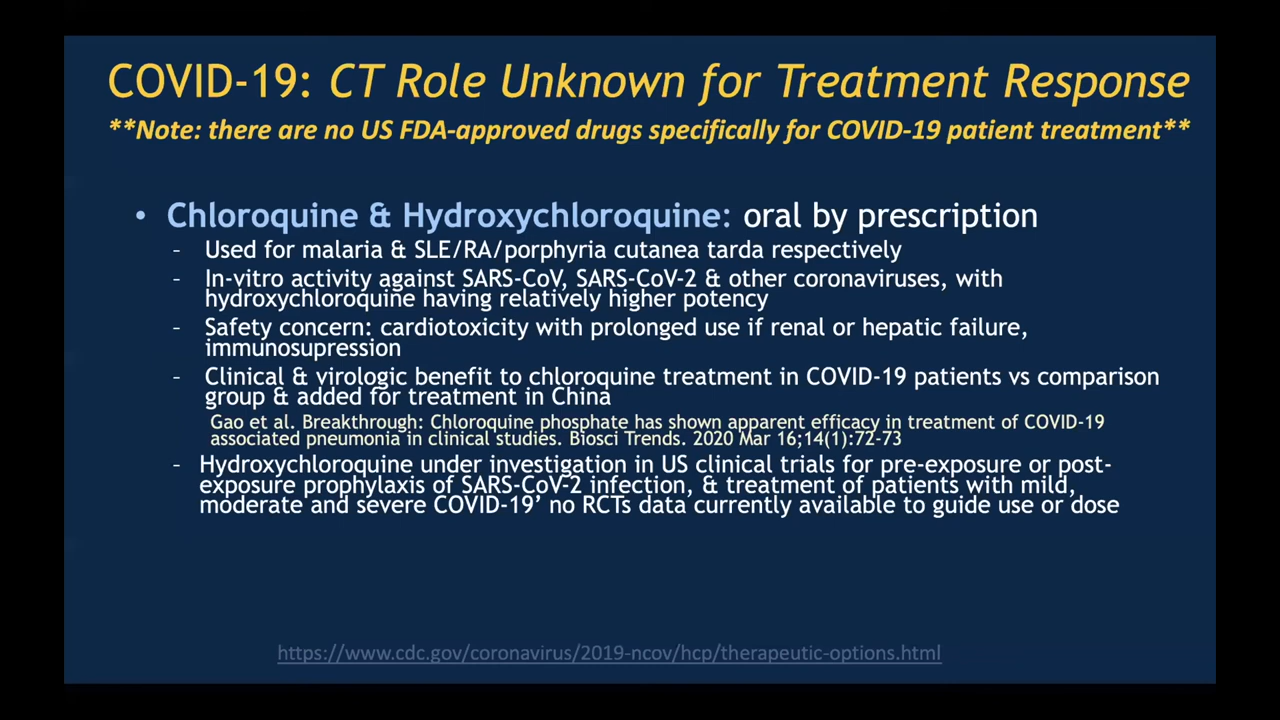 COVID-19: CT Role Unknown for Treatment Response
**Note: there are no US FDA-approved drugs specifically for COVID-19 patient treatment**
• Chloroquine & Hydroxychloroquine: oral by prescription
- Used for malaria & SLE/RA/porphyria cutanea tarda respectively
- In-vitro activity against SARS-CoV, SARS-CoV-2 & other coronaviruses, with
hydroxychloroquine having relatively higher potency
- Safety concern: cardiotoxicity with prolonged use if renal or hepatic failure,
immunosupression
- Clinical & virologic benefit to chloroquine treatment in COVID-19 patients vs comparison
group & added for treatment in China
Gao et al. Breakthrough: Chloroquine phosphate has shown apparent efficacy in treatment of COVID-19
associated pneumonia in clinical studies. Biosci Trends. 2020 Mar 16;14(1):72-73
- Hydroxychloroquine under investigation in US clinical trials for pre-exposure or post-
exposure prophylaxis of SARS-CoV-2 infection, & treatment of patients with mild,
moderate and severe COVID-19’ no RCTs data currently available to guide use or dose
https://www.cdc.gov/coronavirus/2019-ncov/hcp/therapeutic-options.html